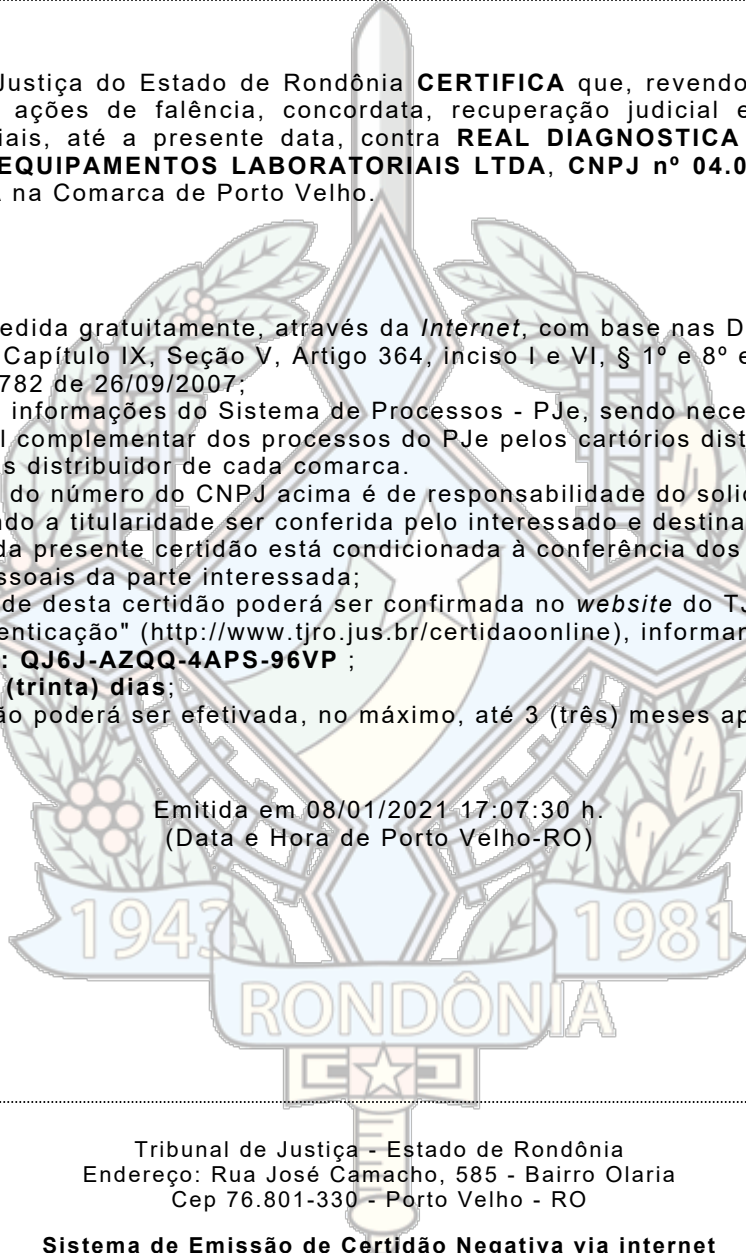 Justiça do Estado de Rondônia CERTIFICA que, revendo
ações de falência, concordata, recuperação judicial e
iais, até a presente data, contra REAL DIAGNOSTICA
EQUIPAMENTOS LABORATORIAIS LTDA, CNPJ nº 04.0
na Comarca de Porto Velho.
edida gratuitamente, através da Internet, com base nas D
Capítulo IX, Seção V, Artigo 364, inciso I e VI, § 1º e 8º e
782 de 26/09/2007;
informações do Sistema de Processos - PJe, sendo nece
l complementar dos processos do PJe pelos cartórios dist
s distribuidor de cada comarca.
do número do CNPJ acima é de responsabilidade do solic
ndo a titularidade ser conferida pelo interessado e destina
da presente certidão está condicionada à conferência dos
ssoais da parte interessada;
de desta certidão poderá ser confirmada no website do TJ
enticação" (http://www.tjro.jus.br/certidaoonline), informan
: QJ6J-AZQQ-4APS-96VP ;
(trinta) dias;
ão poderá ser efetivada, no máximo, até 3 (três) meses ap
Emitida em 08/01/2021 17:07:30 h.
(Data e Hora de Porto Velho-RO)
1943 1981
RONDÔNIA
Tribunal de Justiça - Estado de Rondônia
Endereço: Rua José Camacho, 585 - Bairro Olaria
Cep 76.801-330 - Porto Velho - RO
Sistema de Emissão de Certidão Negativa via internet